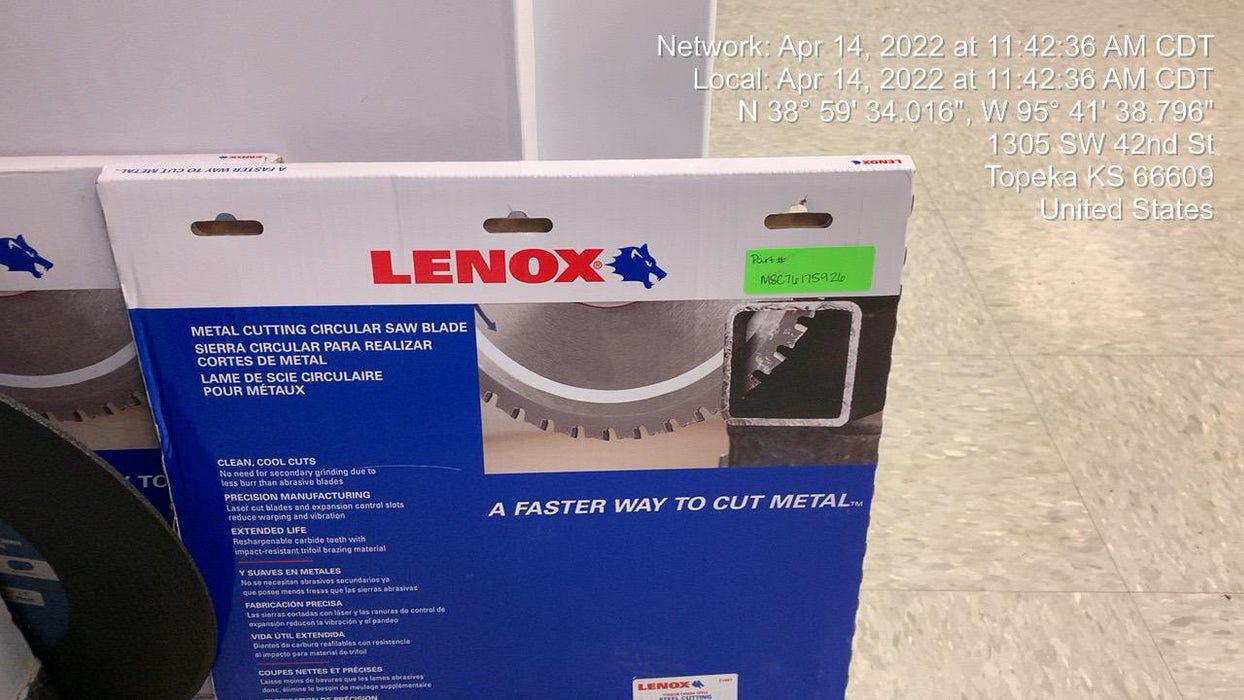 Network: Apr 14, 2022 at 11:42:36 AM CDT
Local: Apr 14, 2022 at 11:42:36 AM CDT
N 38° 59' 34.016", W 95° 41' 38.796"
1305 SW 42nd St
Topeka KS 66609
United States
LENOX
LENOX
A FASTER WAY TO CUT METAL™
LENOX®
Part#
MSC76175926
METAL CUTTING CIRCULAR SAW BLADE
SIERRA CIRCULAR PARA REALIZAR
CORTES DE METAL
LAME DE SCIE CIRCULAIRE
POUR MÉTAUX
CLEAN, COOL CUTS
No need for secondary grinding due to
less burr than abrasive blades
PRECISION MANUFACTURING
Laser cut blades and expansion control slots
reduce warping and vibration
EXTENDED LIFE
Resharpenable carbide teeth with
impact-resistant trifoil brazing material
Y SUAVES EN METALES
No se necesitan abrasivos secundarios ya
que posee menos fresas que las sierras abrasivas
FABRICACIÓN PRECISA
Las sierras cortadas con láser y las ranuras de control de
expansión reducen la vibración y el pandeo
VIDA ÚTIL EXTENDIDA
Diantes de carburo reafilables con resistencia
al impacto para material de trifoil
COUPES NETTES ET PRÉCISES
Laisse moins de bavures que les lames abrasives
donc, élimine le besoin de meulage supplémentaire
A FASTER WAY TO CUT METAL™
Y TO
LENOX
STEEL CUTTING